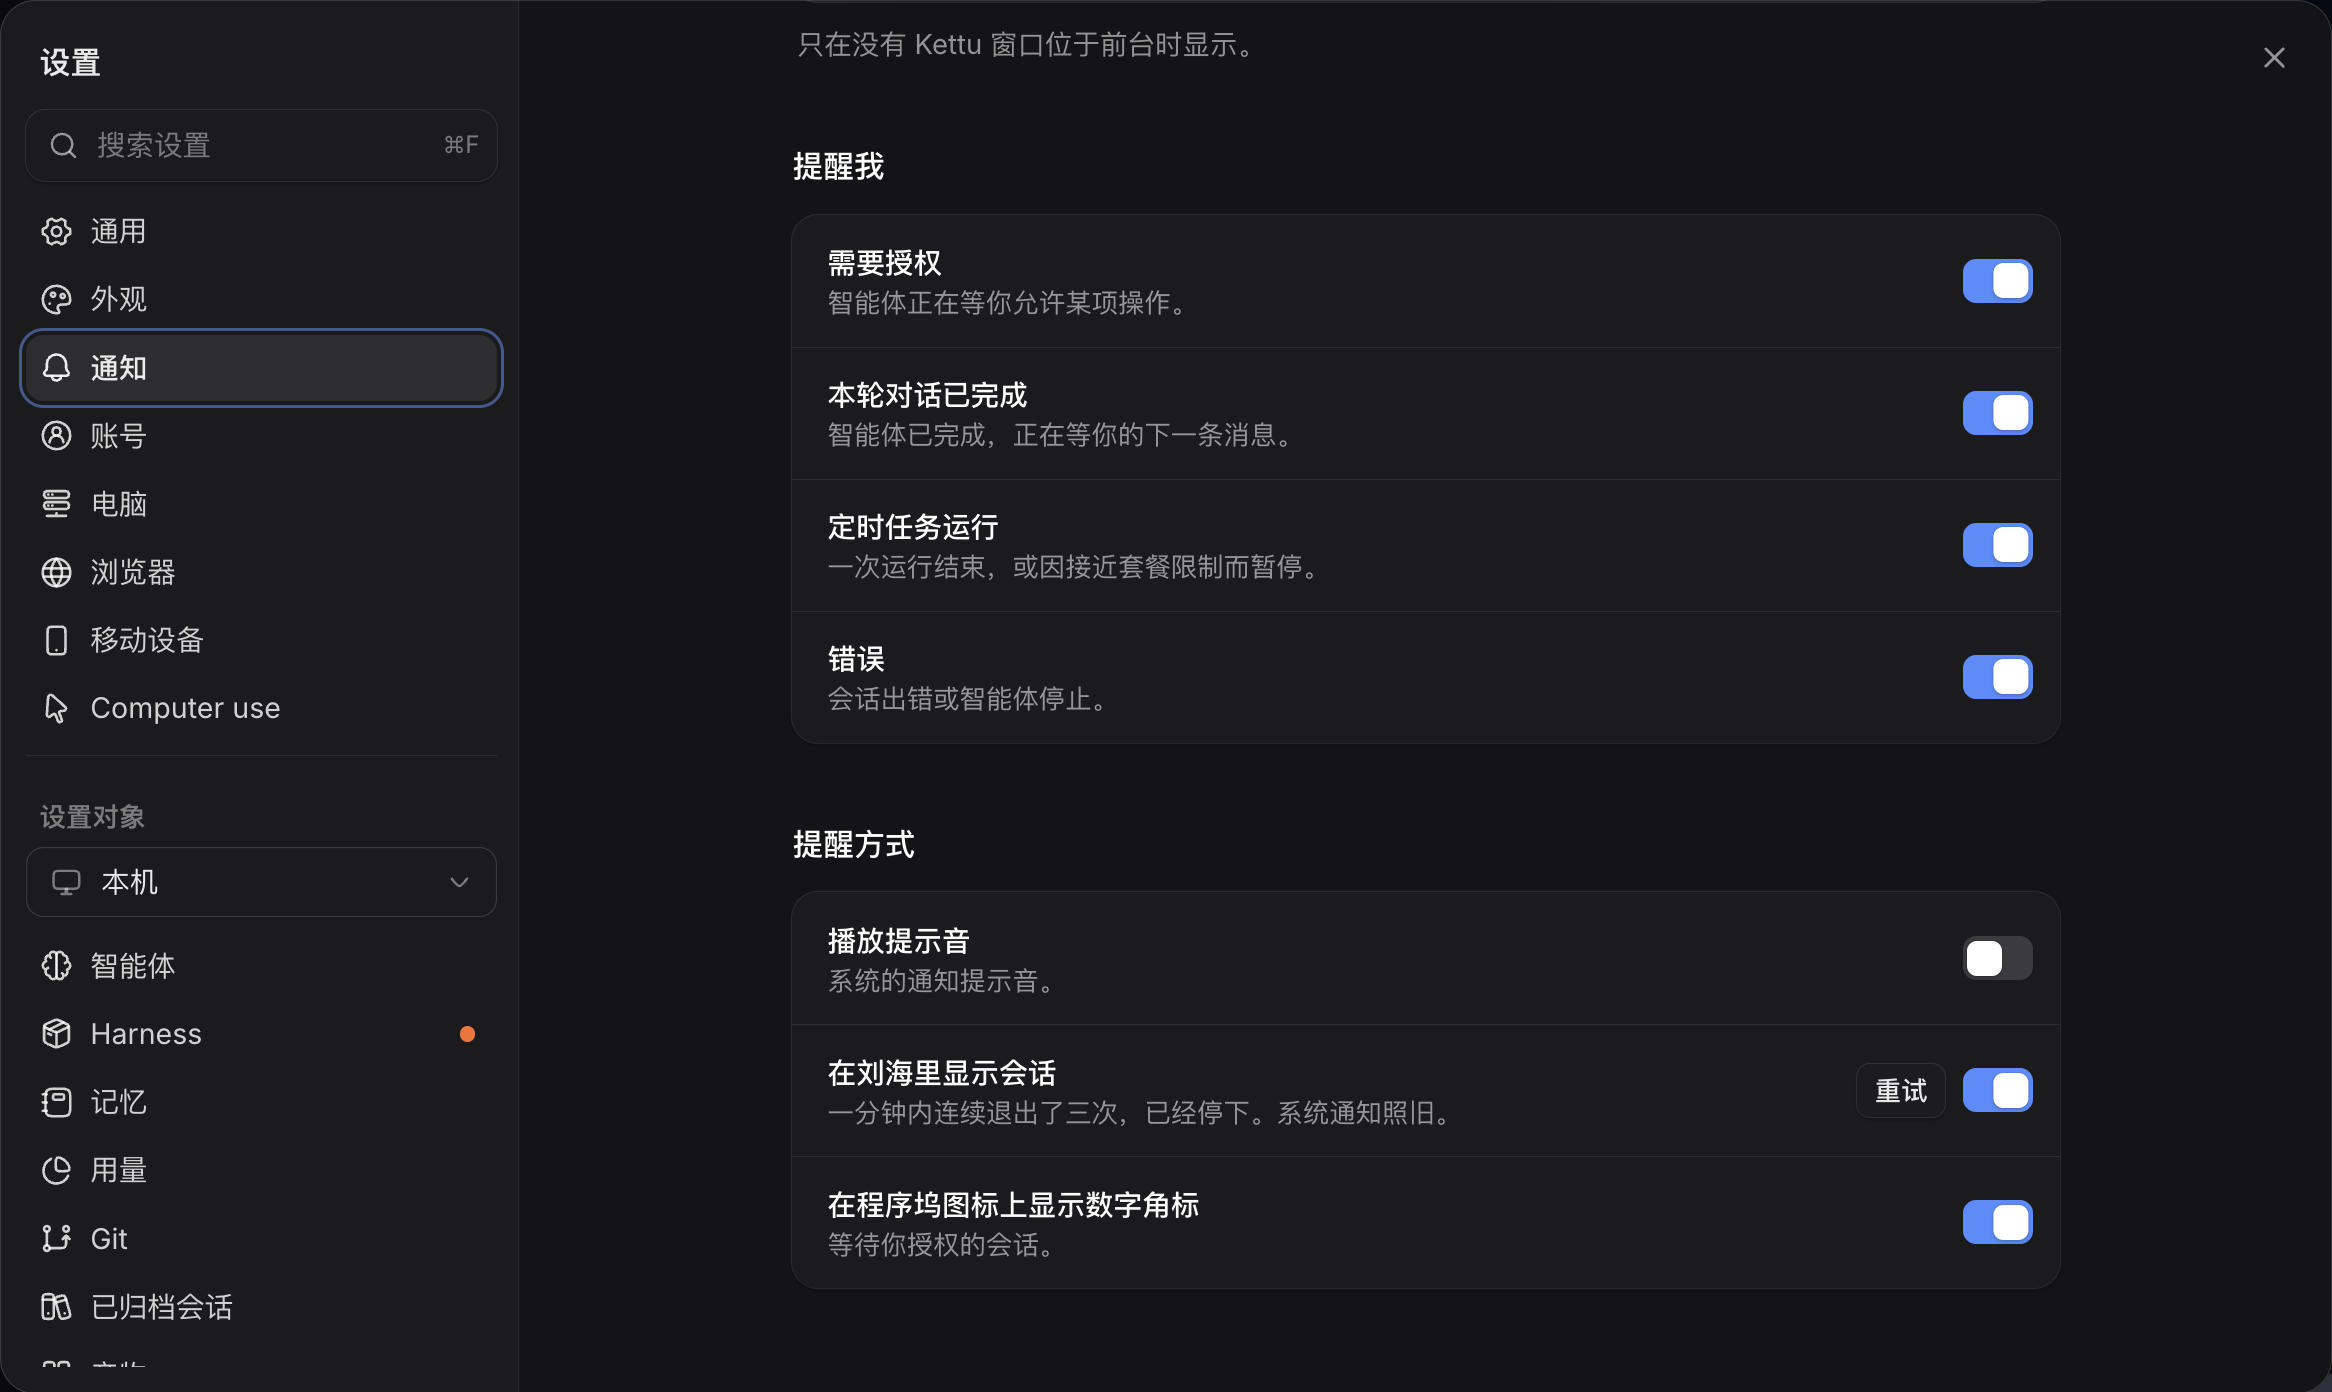 设置
搜索设置 ⌘F
通用
外观
通知
账号
电脑
浏览器
移动设备
Computer use
设置对象
本机
智能体
Harness
记忆
用量
Git
已归档会话
只在没有 Kettu 窗口位于前台时显示。
提醒我
需要授权
智能体正在等你允许某项操作。
本轮对话已完成
智能体已完成，正在等你的下一条消息。
定时任务运行
一次运行结束，或因接近套餐限制而暂停。
错误
会话出错或智能体停止。
提醒方式
播放提示音
系统的通知提示音。
在刘海里显示会话
一分钟内连续退出了三次，已经停下。系统通知照旧。
重试
在程序坞图标上显示数字角标
等待你授权的会话。